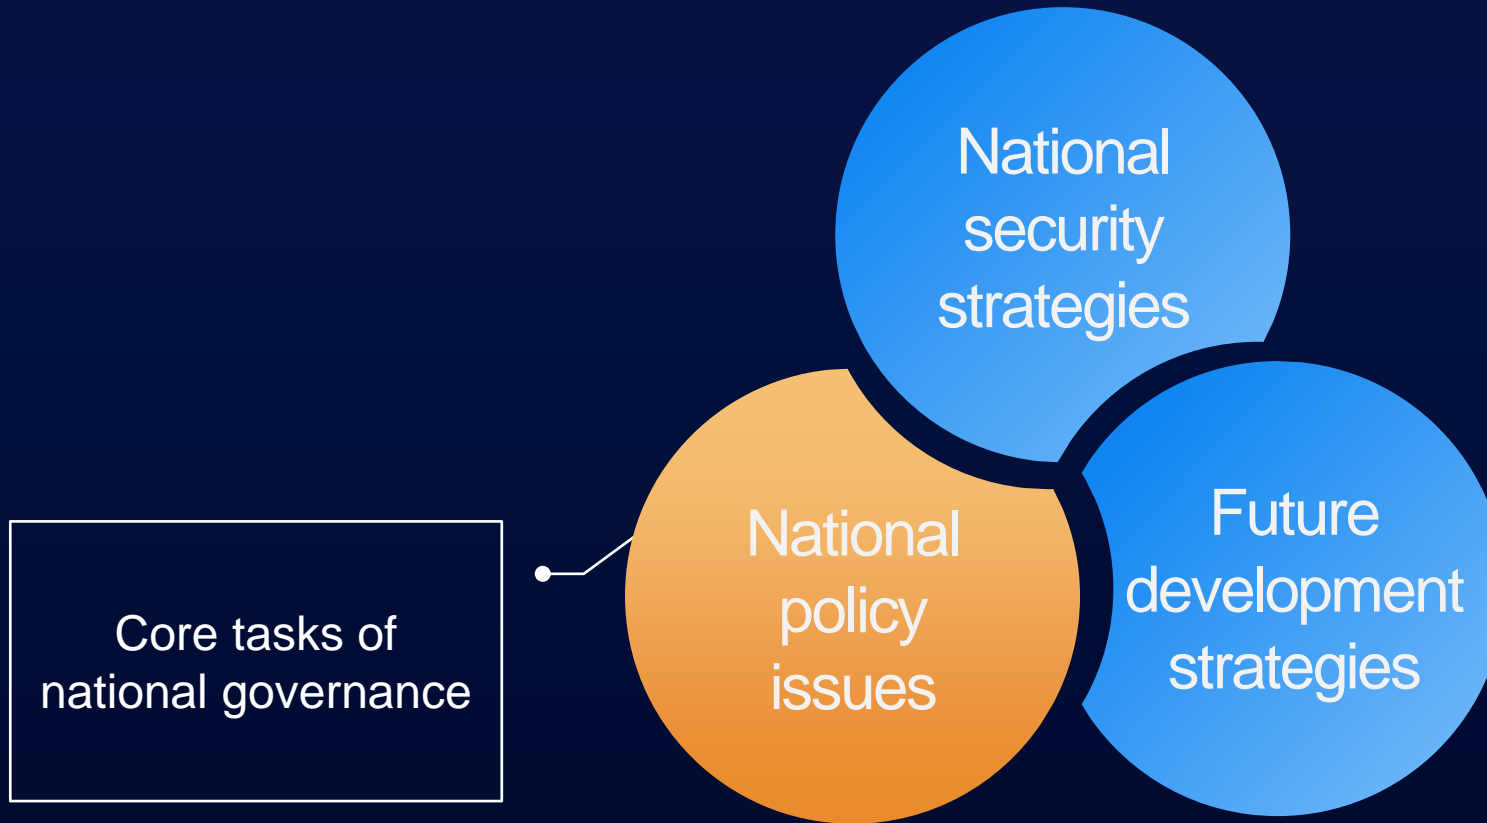 National
security
strategies
National
policy
issues
Future
development
strategies
Core tasks of
national governance